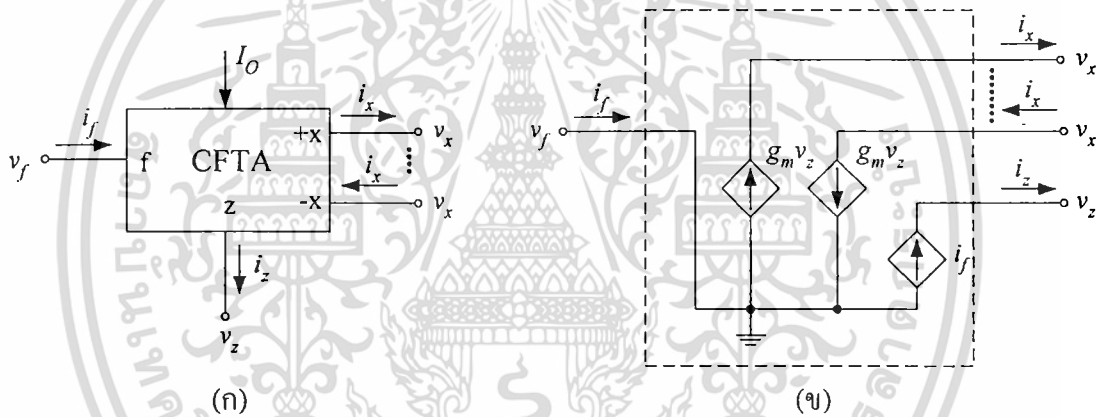 I_O
i_f
v_f
f
CFTA
+x
-x
z
i_x
v_x
i_x
v_x
i_z
v_z
(ก)
i_x
v_x
i_x
v_x
i_f
v_f
g_m v_z
g_m v_z
i_z
v_z
i_f
(ข)